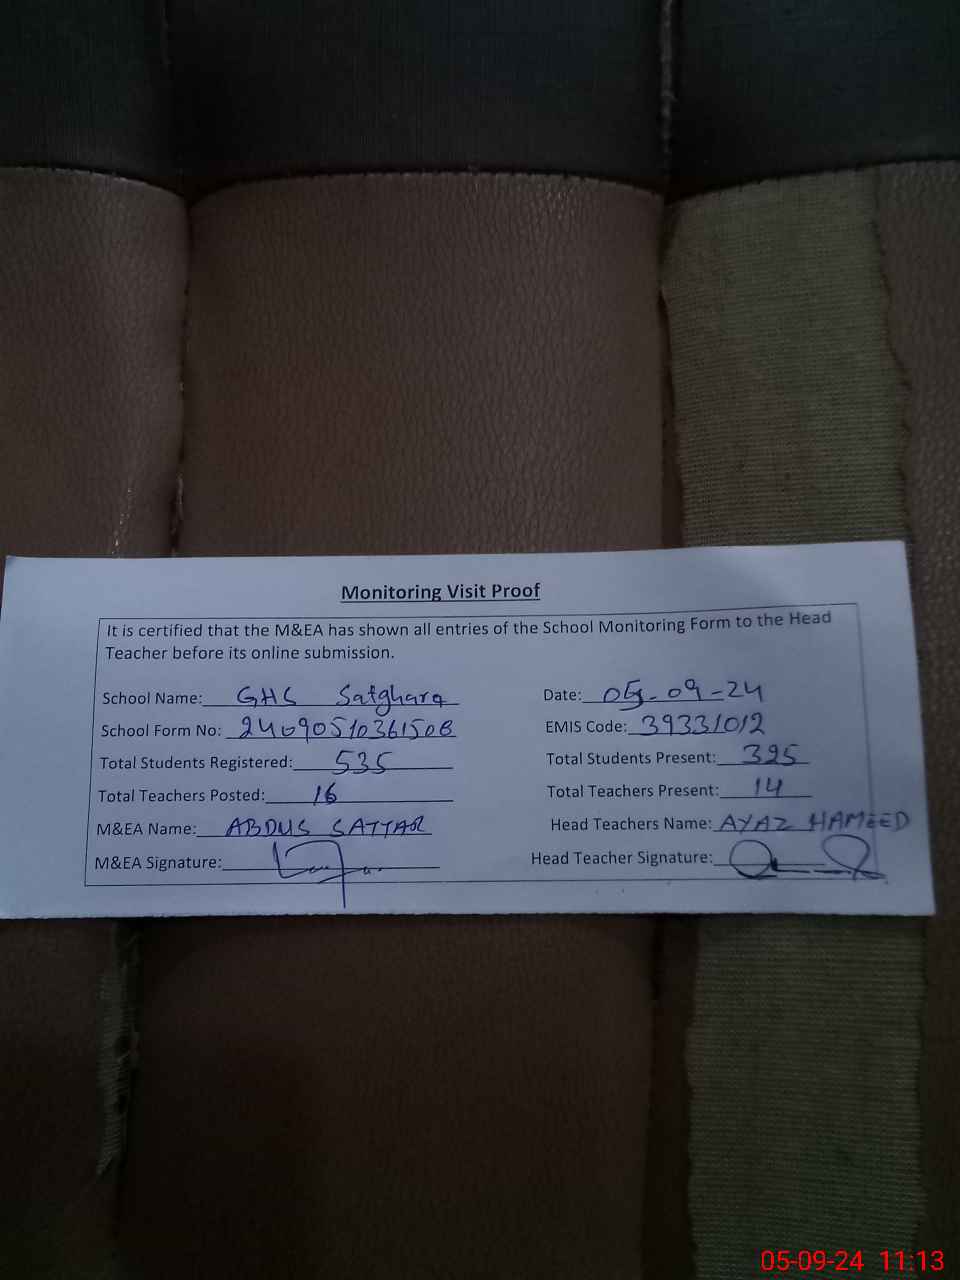 Monitoring Visit Proof
It is certified that the M&EA has shown all entries of the School Monitoring Form to the Head
Teacher before its online submission.
School Name: GHS Satghara Date: 05-09-24
School Form No: 24090510361508 EMIS Code: 39331012
Total Students Registered: 535 Total Students Present: 395
Total Teachers Posted: 16 Total Teachers Present: 14
M&EA Name: ABDUS SATTAR Head Teachers Name: AYAZ HAMEED
M&EA Signature: Head Teacher Signature:
05-09-24 11:13